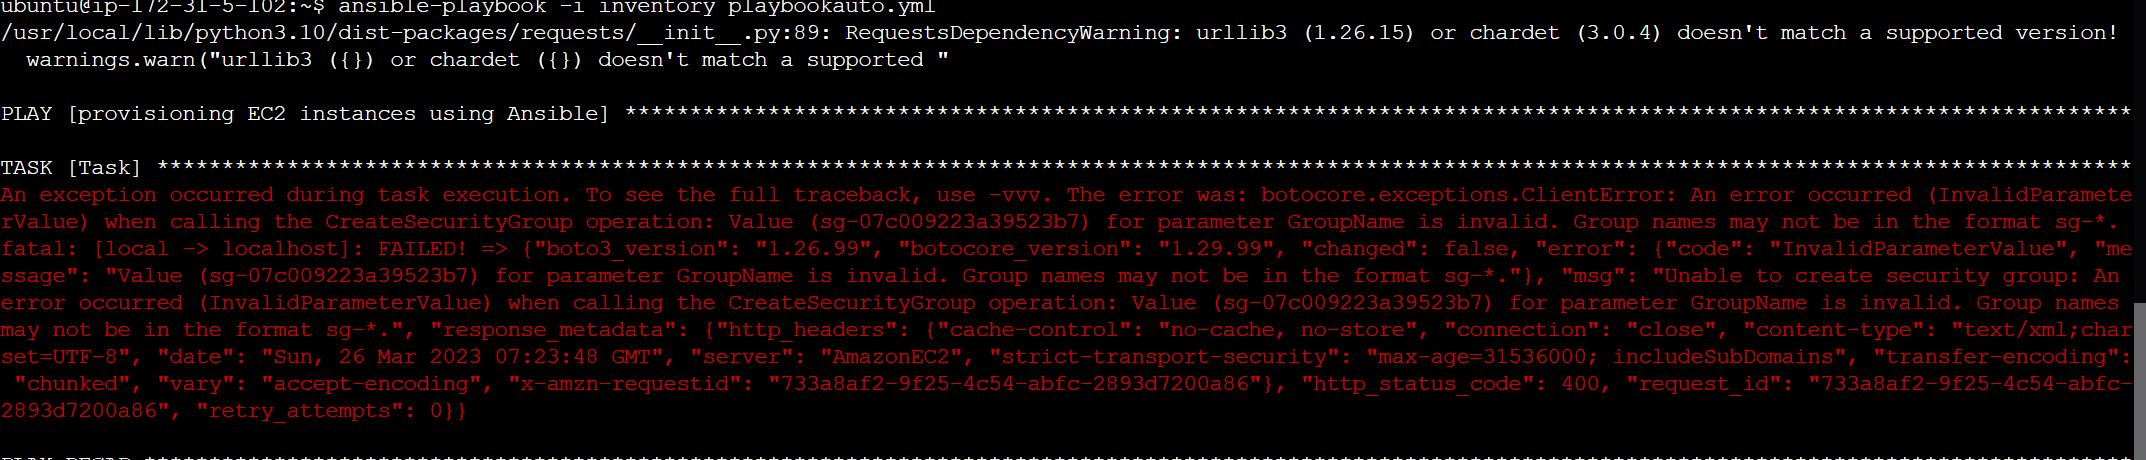 ubuntu@ip-172-31-5-102:~$ ansible-playbook -i inventory playbookauto.yml
/usr/local/lib/python3.10/dist-packages/requests/__init__.py:89: RequestsDependencyWarning: urllib3 (1.26.15) or chardet (3.0.4) doesn't match a supported version!
  warnings.warn("urllib3 ({}) or chardet ({}) doesn't match a supported "
PLAY [provisioning EC2 instances using Ansible] ********************************************************************************************************************
TASK [Task] ********************************************************************************************************************************************************
An exception occurred during task execution. To see the full traceback, use -vvv. The error was: botocore.exceptions.ClientError: An error occurred (InvalidParamete
rValue) when calling the CreateSecurityGroup operation: Value (sg-07c009223a39523b7) for parameter GroupName is invalid. Group names may not be in the format sg-*.
fatal: [local -> localhost]: FAILED! => {"boto3_version": "1.26.99", "botocore_version": "1.29.99", "changed": false, "error": {"code": "InvalidParameterValue", "me
ssage": "Value (sg-07c009223a39523b7) for parameter GroupName is invalid. Group names may not be in the format sg-*."}, "msg": "Unable to create security group: An
error occurred (InvalidParameterValue) when calling the CreateSecurityGroup operation: Value (sg-07c009223a39523b7) for parameter GroupName is invalid. Group names
may not be in the format sg-*.", "response_metadata": {"http_headers": {"cache-control": "no-cache, no-store", "connection": "close", "content-type": "text/xml;char
set=UTF-8", "date": "Sun, 26 Mar 2023 07:23:48 GMT", "server": "AmazonEC2", "strict-transport-security": "max-age=31536000; includeSubDomains", "transfer-encoding":
 "chunked", "vary": "accept-encoding", "x-amzn-requestid": "733a8af2-9f25-4c54-abfc-2893d7200a86"}, "http_status_code": 400, "request_id": "733a8af2-9f25-4c54-abfc-
2893d7200a86", "retry_attempts": 0}}